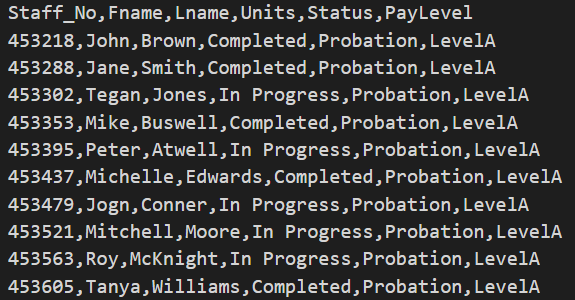 Staff_No,Fname,Lname,Units,Status,PayLevel
453218,John,Brown,Completed,Probation,LevelA
453288,Jane,Smith,Completed,Probation,LevelA
453302,Tegan,Jones,In Progress,Probation,LevelA
453353,Mike,Buswell,Completed,Probation,LevelA
453395,Peter,Atwell,In Progress,Probation,LevelA
453437,Michelle,Edwards,Completed,Probation,LevelA
453479,Jogn,Conner,In Progress,Probation,LevelA
453521,Mitchell,Moore,In Progress,Probation,LevelA
453563,Roy,McKnight,In Progress,Probation,LevelA
453605,Tanya,Williams,Completed,Probation,LevelA